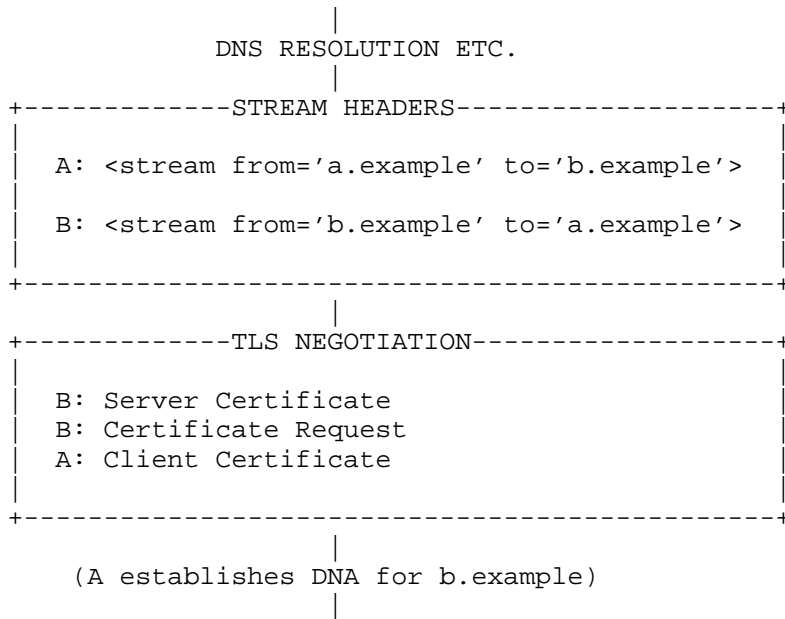 |
DNS RESOLUTION ETC.
|
+-------------STREAM HEADERS--------------------+
|                                               |
|  A: <stream from=’a.example’ to=’b.example’>  |
|                                               |
|  B: <stream from=’b.example’ to=’a.example’>  |
|                                               |
+-----------------------------------------------+
|
+-------------TLS NEGOTIATION-------------------+
|                                               |
|  B: Server Certificate                        |
|  B: Certificate Request                       |
|  A: Client Certificate                        |
|                                               |
+-----------------------------------------------+
|
(A establishes DNA for b.example)
|